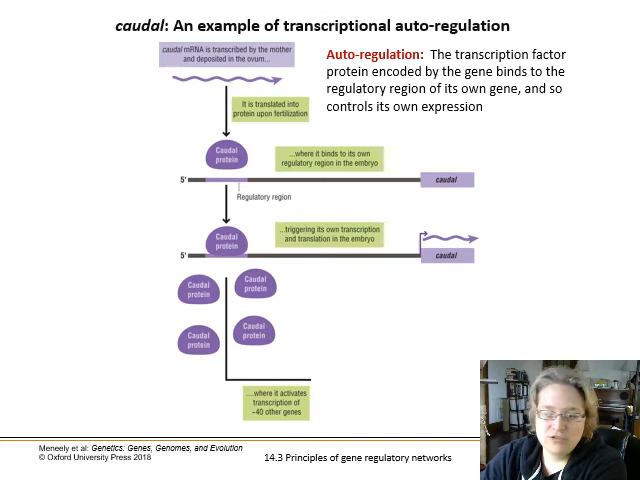 caudal: An example of transcriptional auto-regulation
caudal mRNA is transcribed by the mother
and deposited in the ovum...
Auto-regulation: The transcription factor
protein encoded by the gene binds to the
regulatory region of its own gene, and so
controls its own expression
It is translated into
protein upon fertilization
Caudal
protein
...where it binds to its own
regulatory region in the embryo
5'
caudal
Regulatory region
Caudal
protein
...triggering its own transcription
and translation in the embryo
5'
caudal
Caudal
protein
Caudal
protein
Caudal
protein
Caudal
protein
...where it activates
transcription of
~40 other genes
Meneely et al: Genetics: Genes, Genomes, and Evolution
© Oxford University Press 2018
14.3 Principles of gene regulatory networks